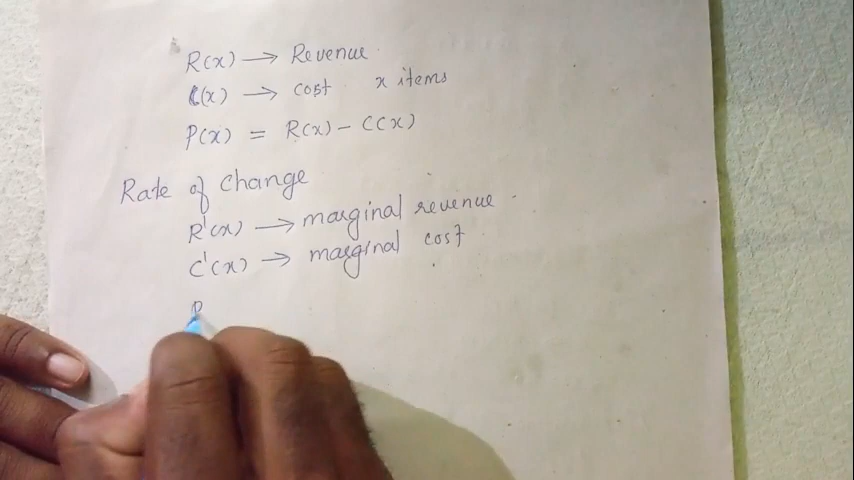 R(x) → Revenue
C(x) → cost x items
P(x) = R(x) - C(x)
Rate of change
R'(x) → marginal revenue
C'(x) → marginal cost
P